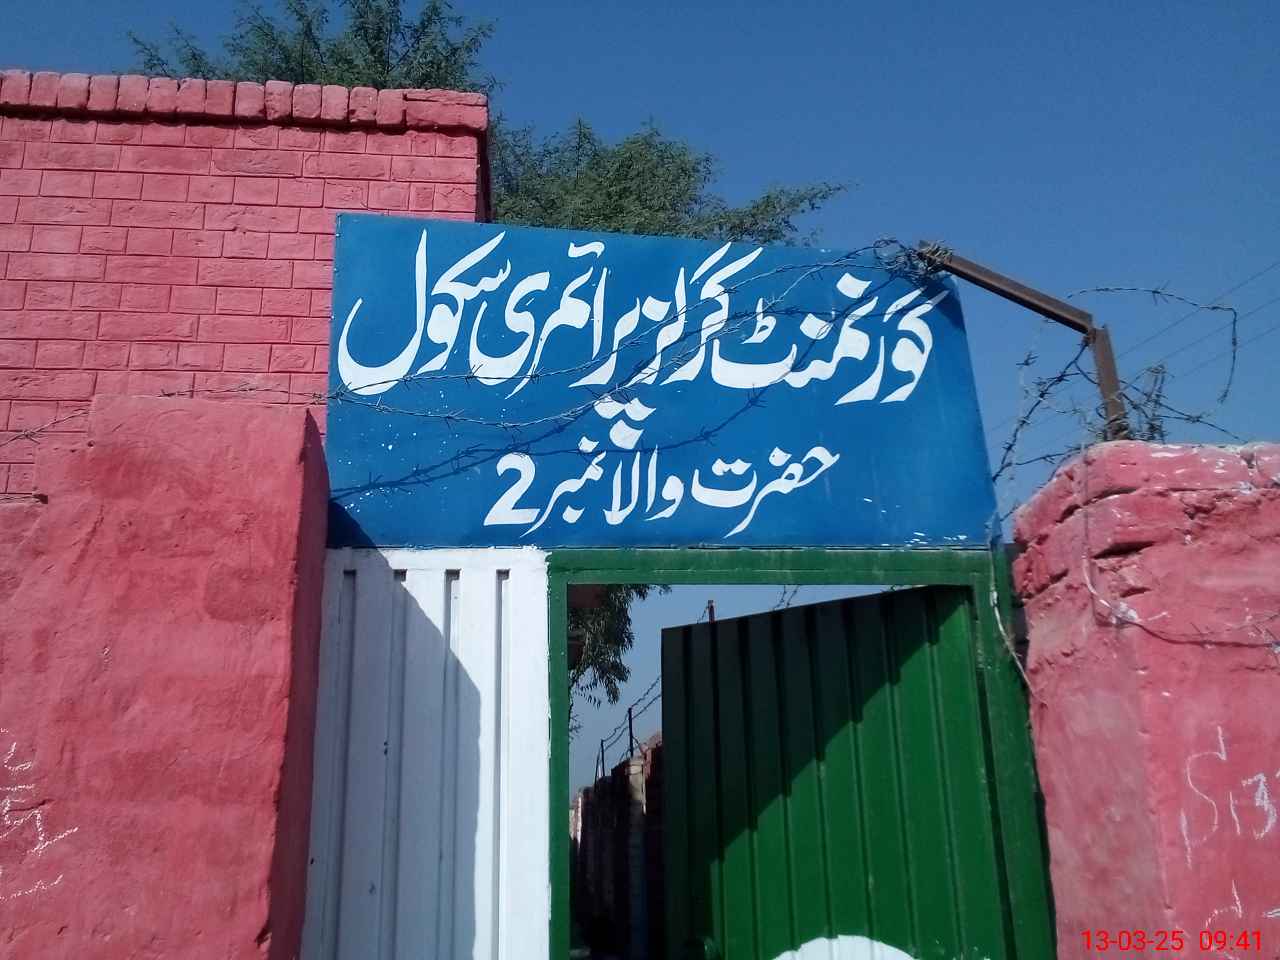 گورنمنٹ گرلز پرائمری سکول
حضرت والا نمبر 2
13-03-25 09:41